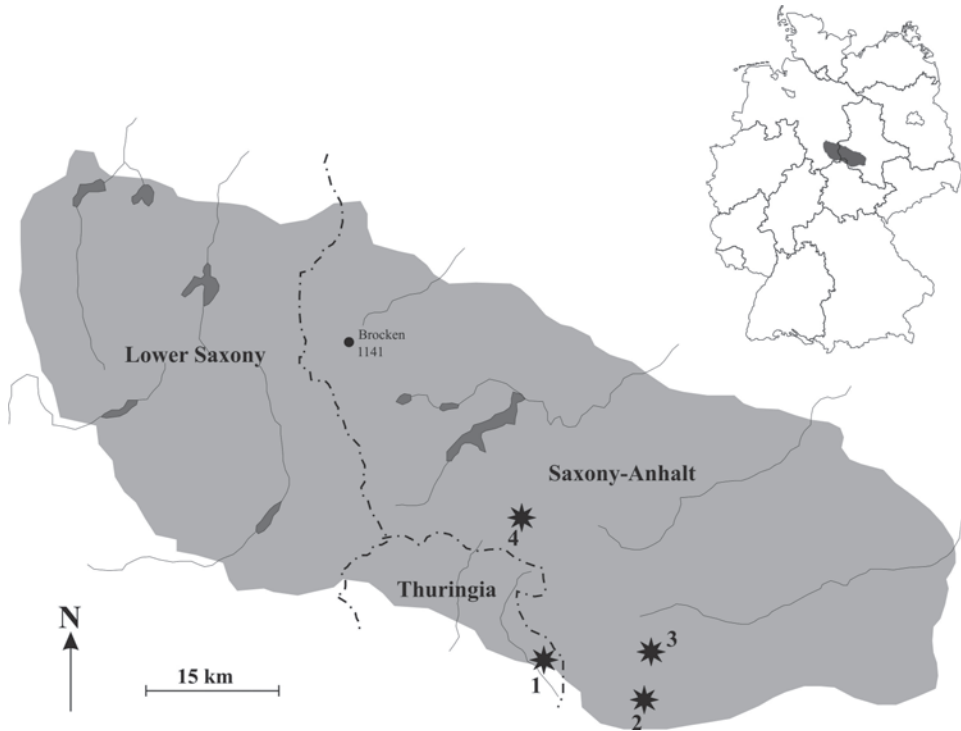 Brocken
1141
Lower Saxony
Saxony-Anhalt
4
Thuringia
N
3
15 km
1
2